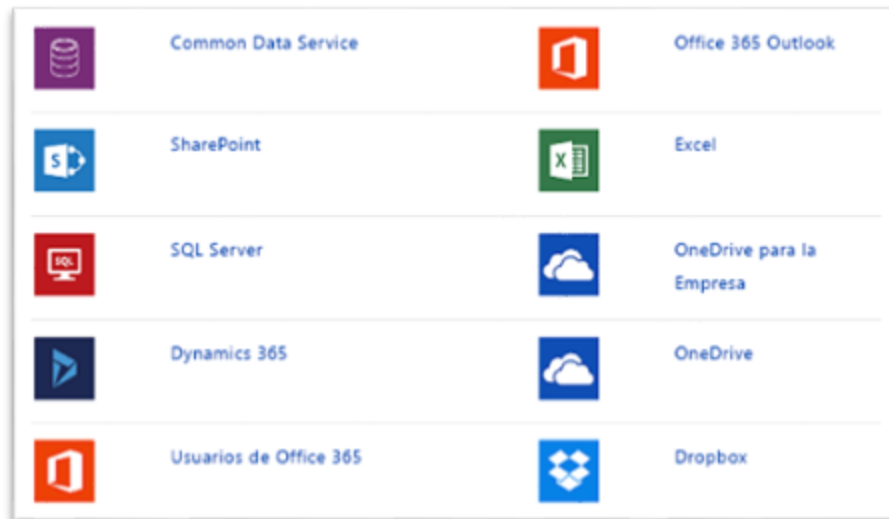 Common Data Service
Office 365 Outlook
S
SharePoint
X
Excel
SQL
SQL Server
OneDrive para la
Empresa
Dynamics 365
OneDrive
Usuarios de Office 365
Dropbox